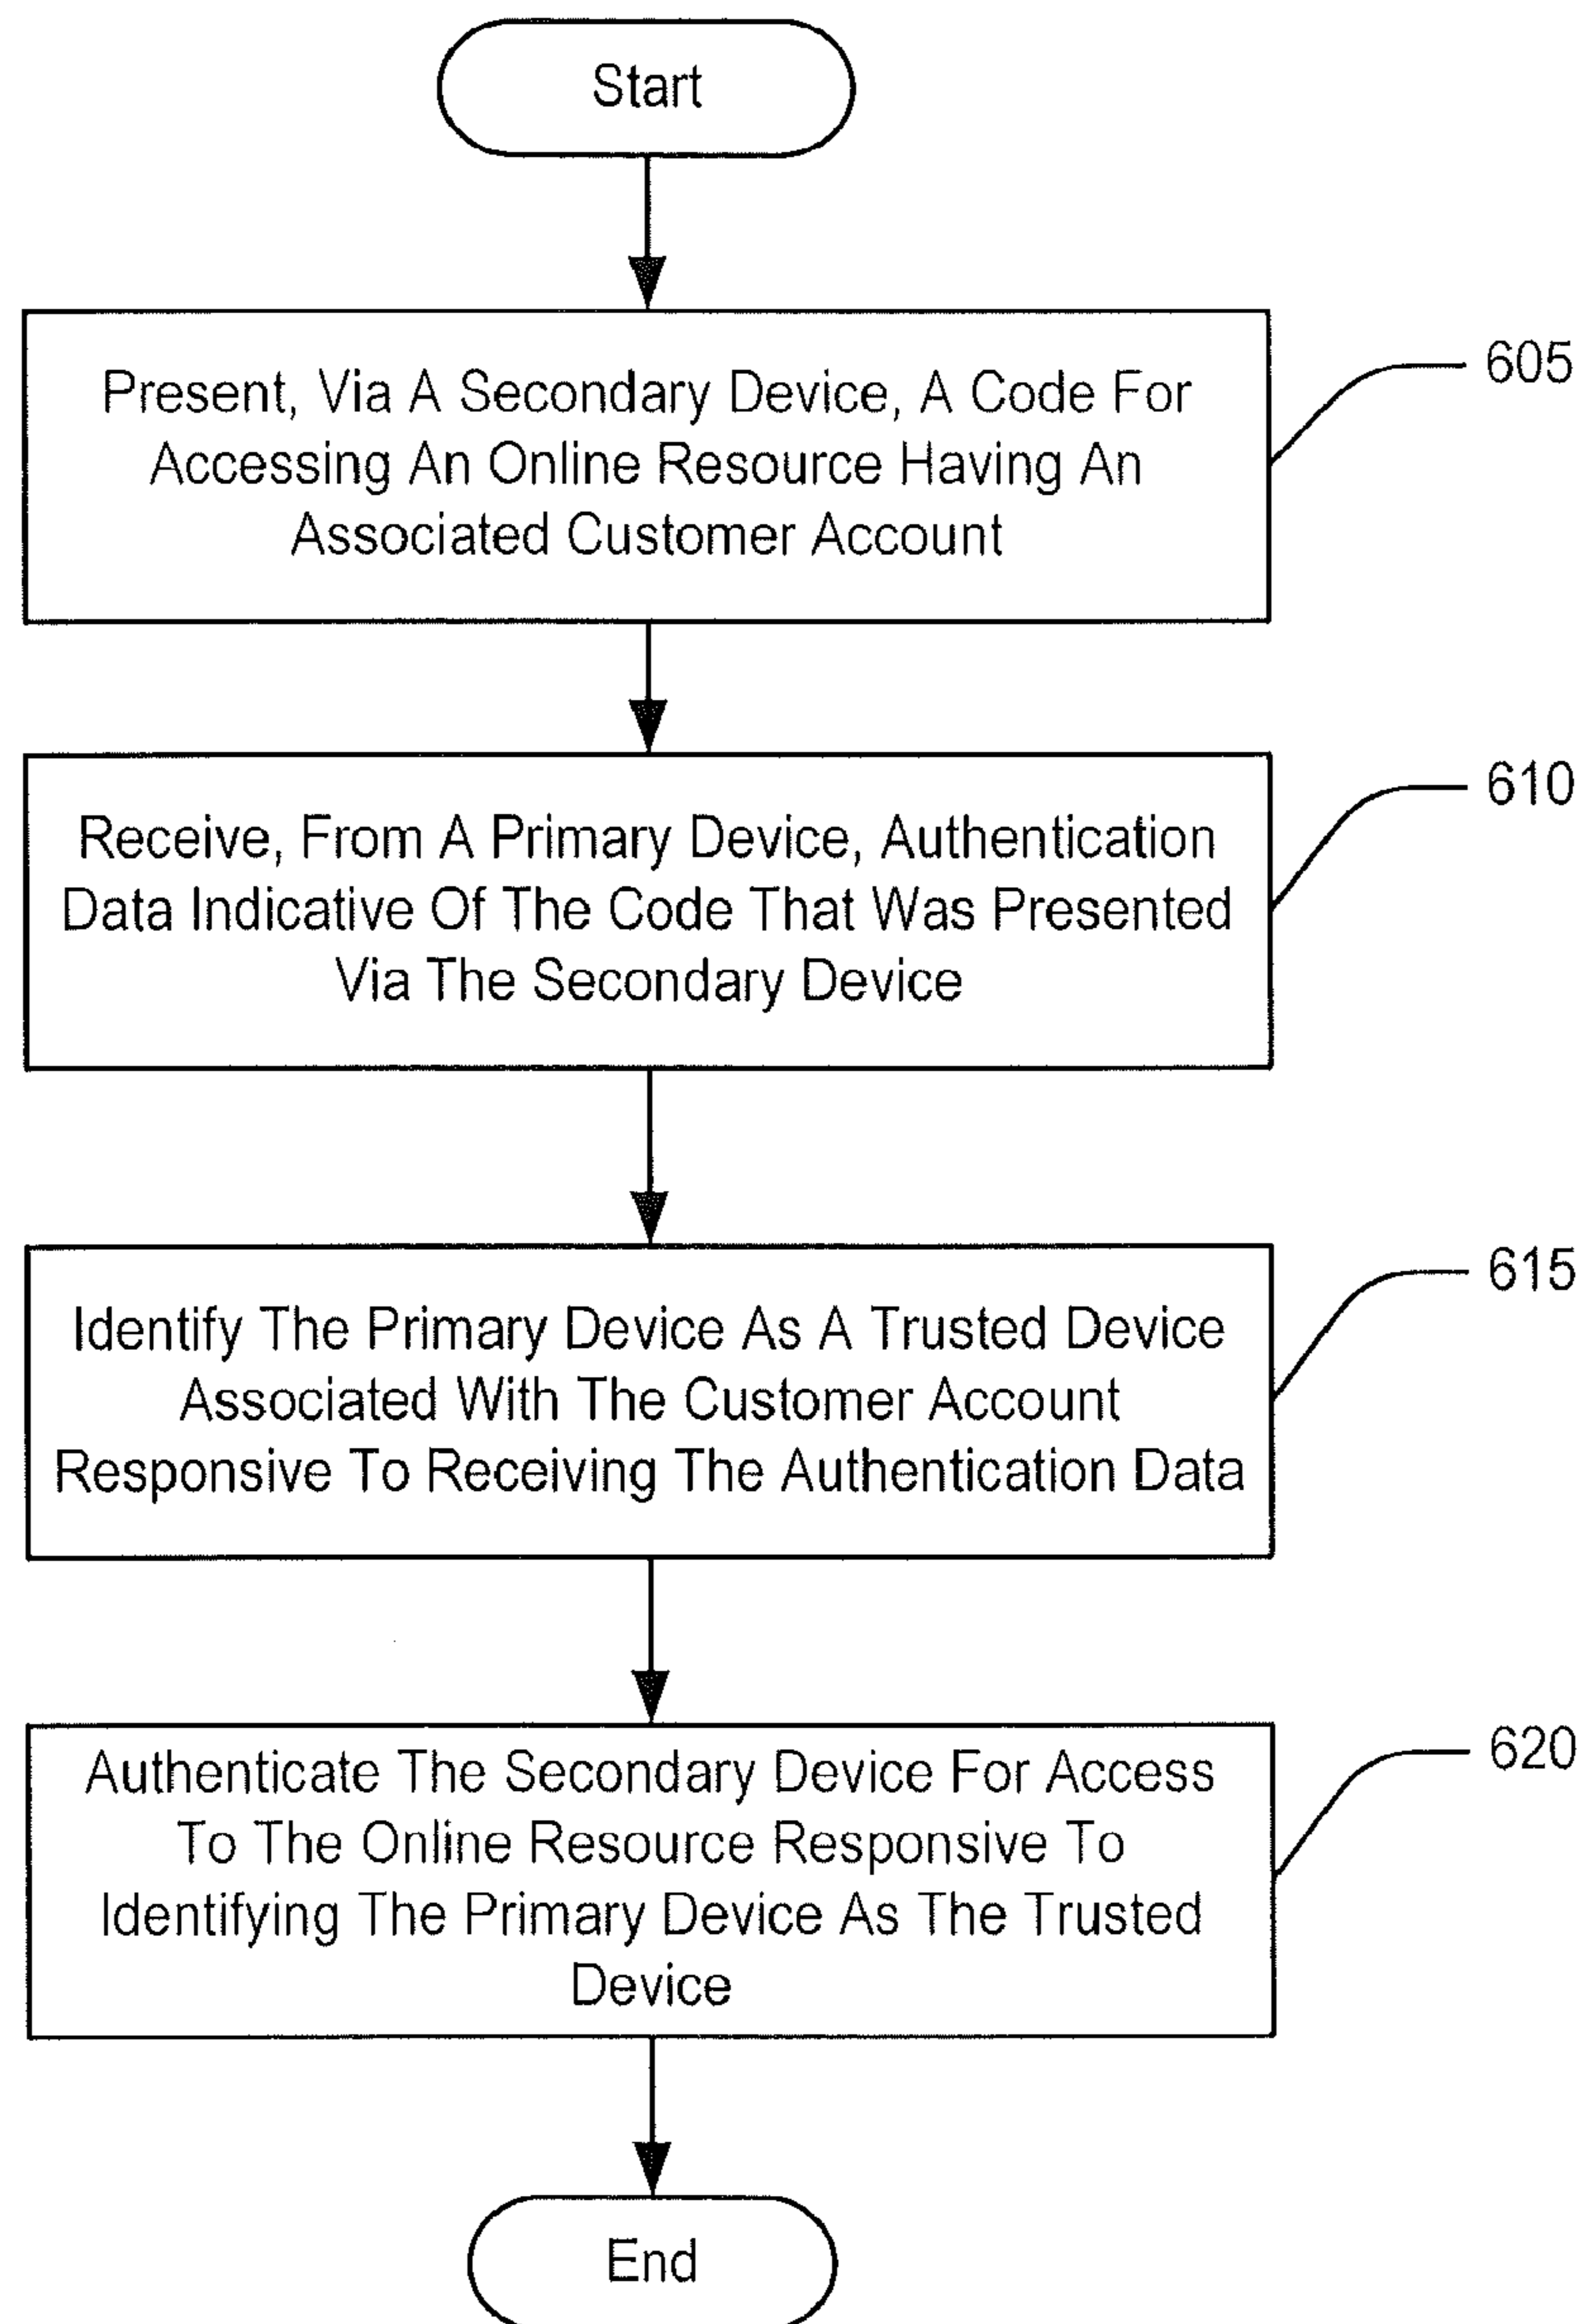 Start
Present, Via A Secondary Device, A Code For
Accessing An Online Resource Having An
Associated Customer Account
605
Receive, From A Primary Device, Authentication
Data Indicative Of The Code That Was Presented
Via The Secondary Device
610
Identify The Primary Device As A Trusted Device
Associated With The Customer Account
Responsive To Receiving The Authentication Data
615
Authenticate The Secondary Device For Access
To The Online Resource Responsive To
Identifying The Primary Device As The Trusted
Device
620
End